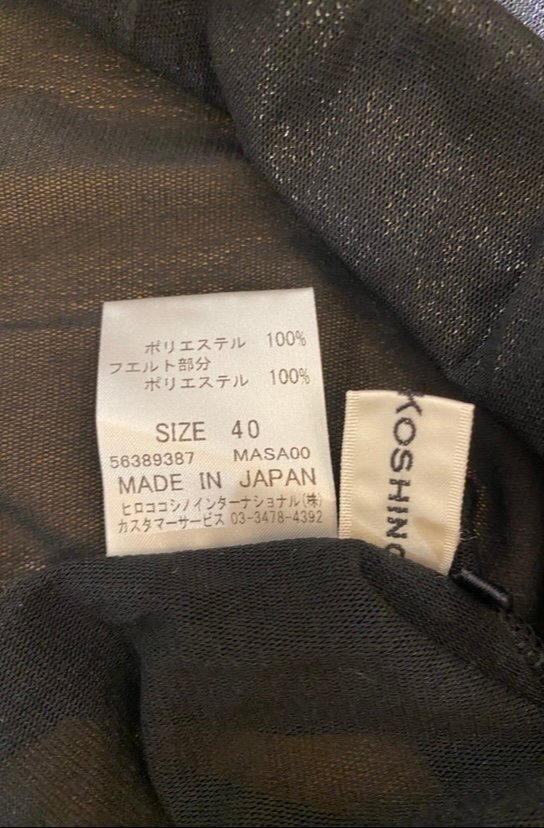 ポリエステル 100%
フエルト部分
ポリエステル 100%
SIZE 40
56389387 MASA00
MADE IN JAPAN
ヒロココシノインターナショナル(株)
カスタマーサービス 03-3478-4392
KOSHINO